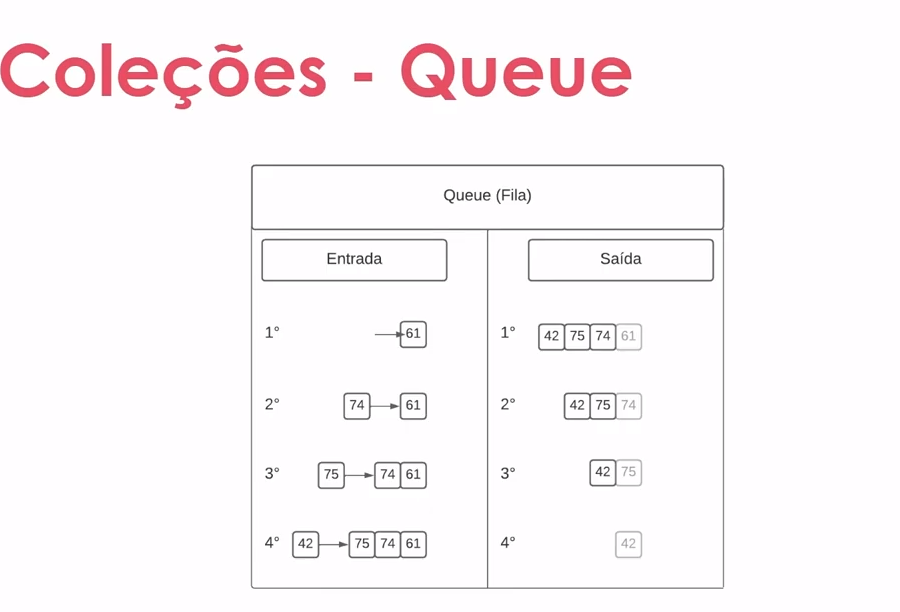 Coleções - Queue
Queue (Fila)
Entrada
1° 61
2° 74 61
3° 75 74 61
4° 42 75 74 61
Saída
1° 42 75 74 61
2° 42 75 74
3° 42 75
4° 42